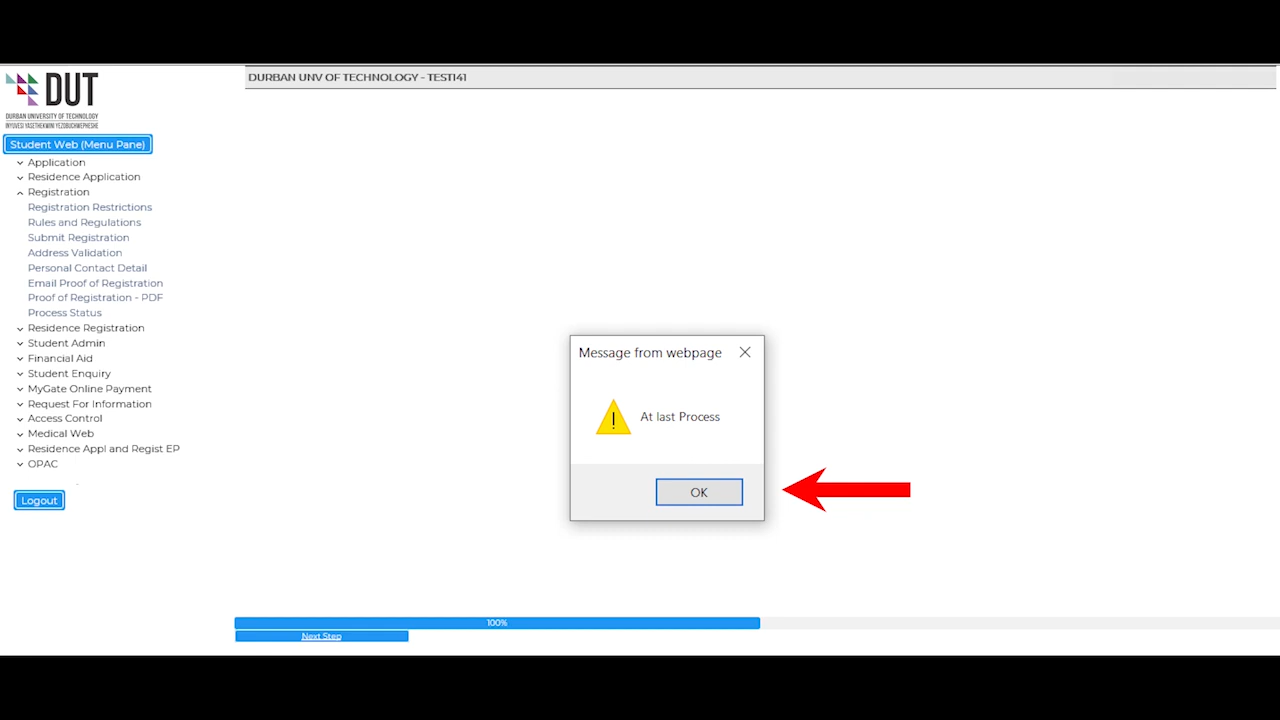 DUT
DURBAN UNIVERSITY OF TECHNOLOGY
INYUVESI YASETHEKWINI YEZOBUCHWEPHESHE
DURBAN UNV OF TECHNOLOGY - TEST141
Student Web (Menu Pane)
Application
Residence Application
Registration
Registration Restrictions
Rules and Regulations
Submit Registration
Address Validation
Personal Contact Detail
Email Proof of Registration
Proof of Registration - PDF
Process Status
Residence Registration
Student Admin
Financial Aid
Student Enquiry
MyGate Online Payment
Request For Information
Access Control
Medical Web
Residence Appl and Regist EP
OPAC
Logout
Message from webpage
At last Process
OK
100%
Next Step